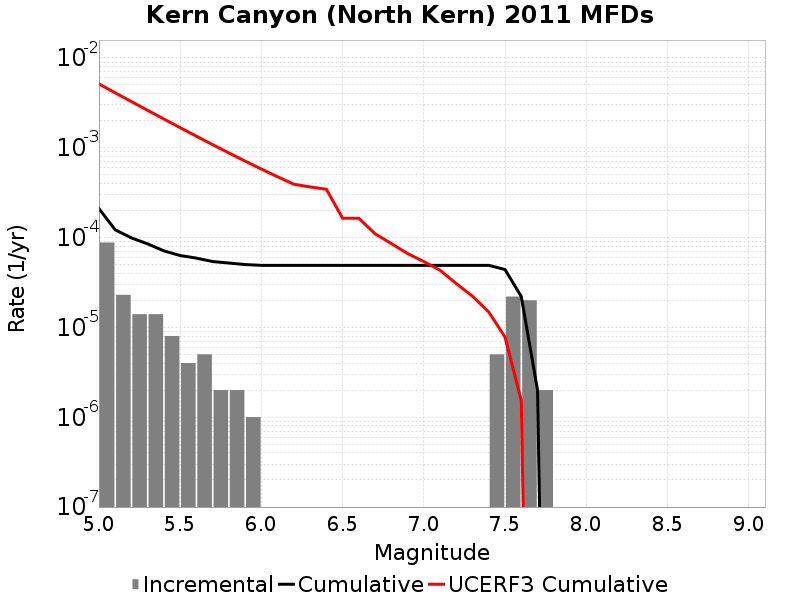 Kern Canyon (North Kern) 2011 MFDs
10-2
10-3
10-4
10-5
10-6
10-7
Rate (1/yr)
5.0 5.5 6.0 6.5 7.0 7.5 8.0 8.5 9.0
Magnitude
Incremental Cumulative UCERF3 Cumulative